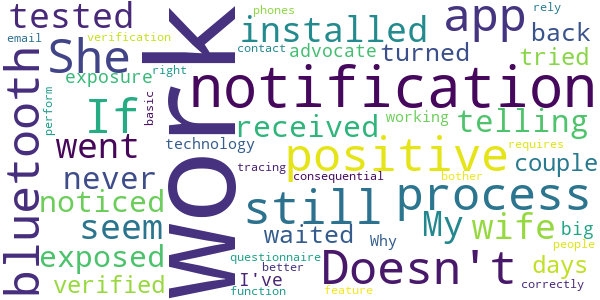 phones
app
rely
tested
installed
back
email
verification
contact
advocate
turned
tried
She
exposure
right
notification
bluetooth
Work
perform
basic
If
received
working
telling
went
technology
requires
positive
couple
tracing
never
consequential
bother
process
noticed
still
wife
My
seem
waited
Why
big
people
exposed
questionnaire
better
Doesn't
days
verified
I've
function
feature
correctly